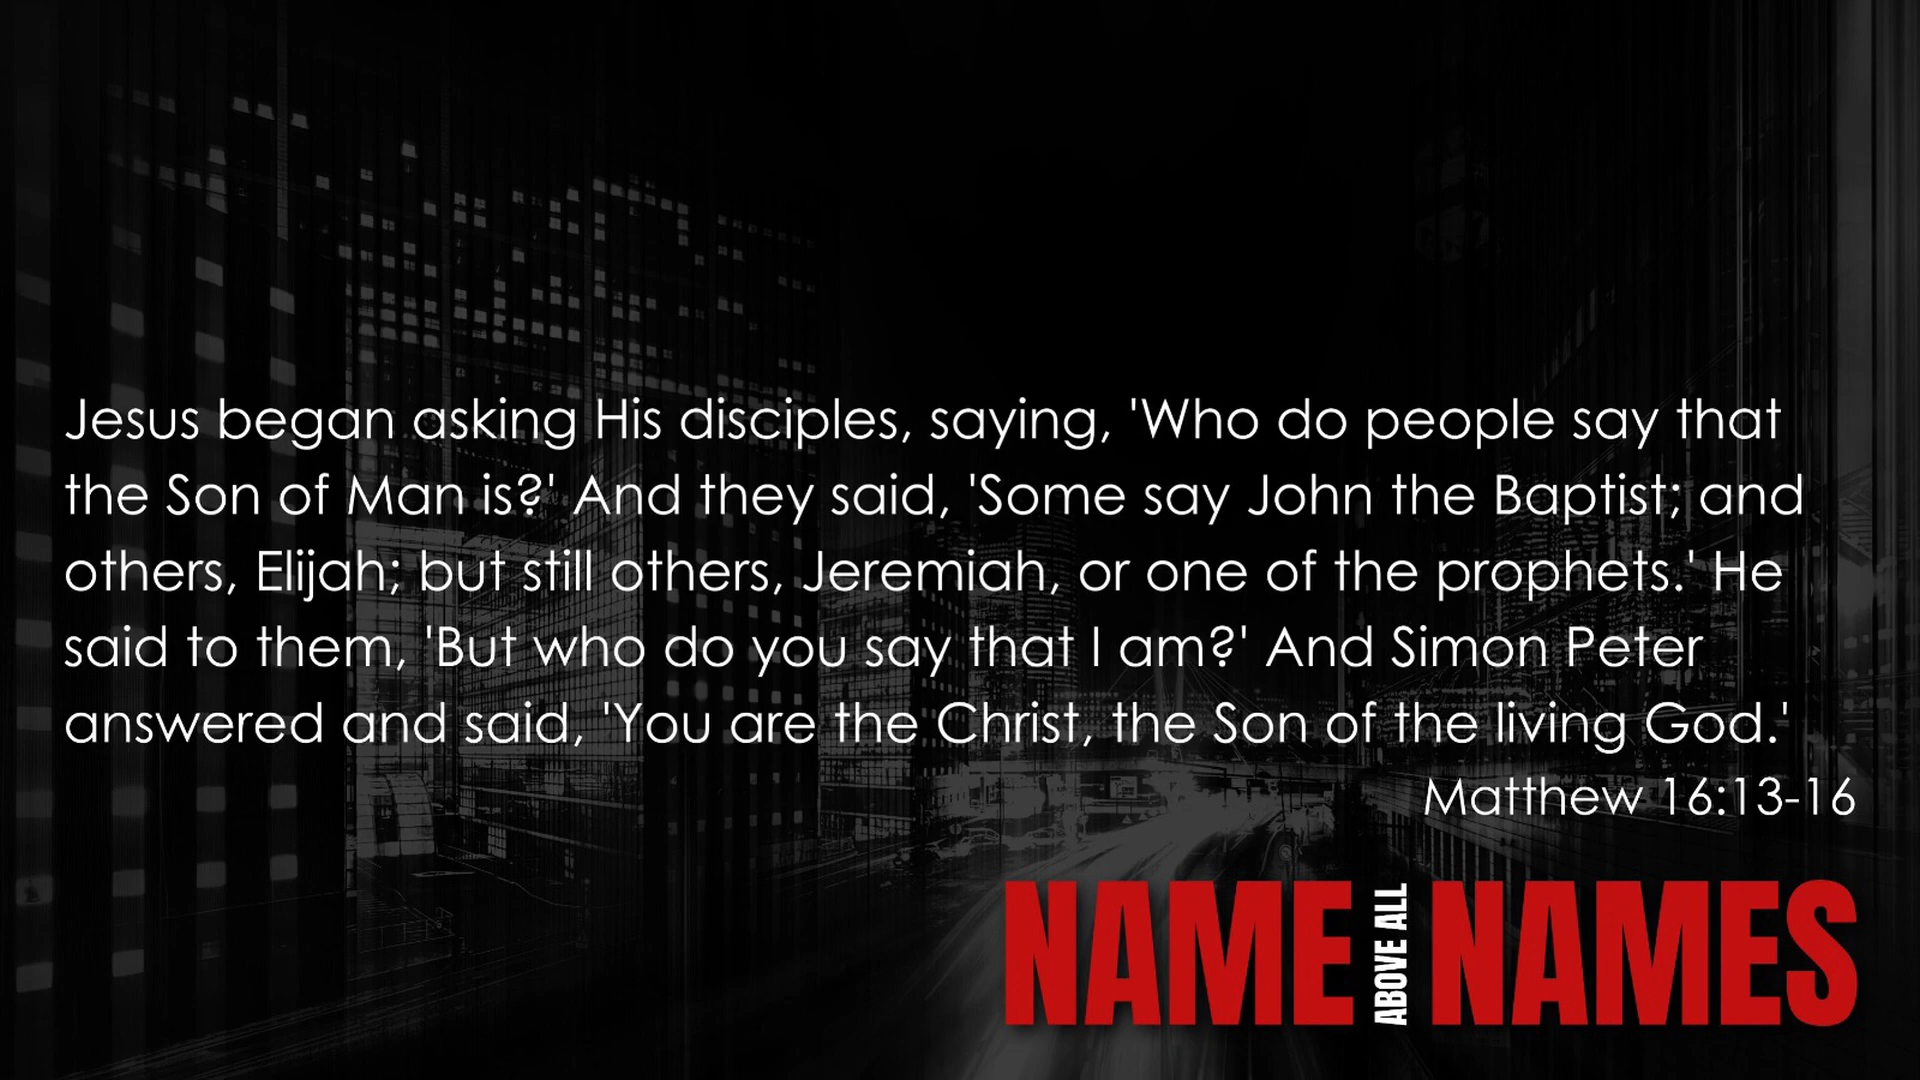 Jesus began asking His disciples, saying, 'Who do people say that
the Son of Man is?' And they said, 'Some say John the Baptist; and
others, Elijah; but still others, Jeremiah, or one of the prophets.' He
said to them, 'But who do you say that I am?' And Simon Peter
answered and said, 'You are the Christ, the Son of the living God.'
Matthew 16:13-16
NAME ABOVE ALL NAMES